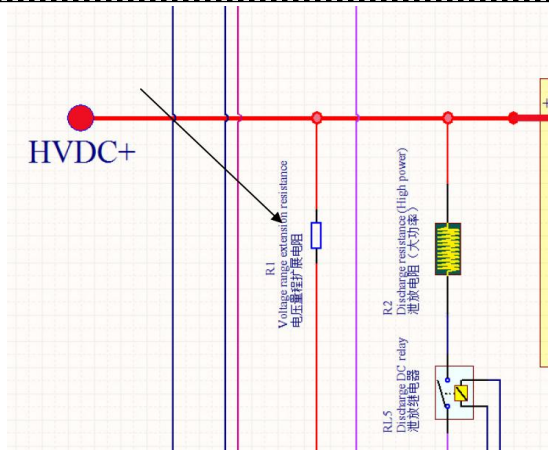 HVDC+
R1
Voltage range extension resistance
电压量程扩展电阻
R2
Discharge resistance (High power)
泄放电阻（大功率）
RL5
Discharge DC relay
泄放继电器
+